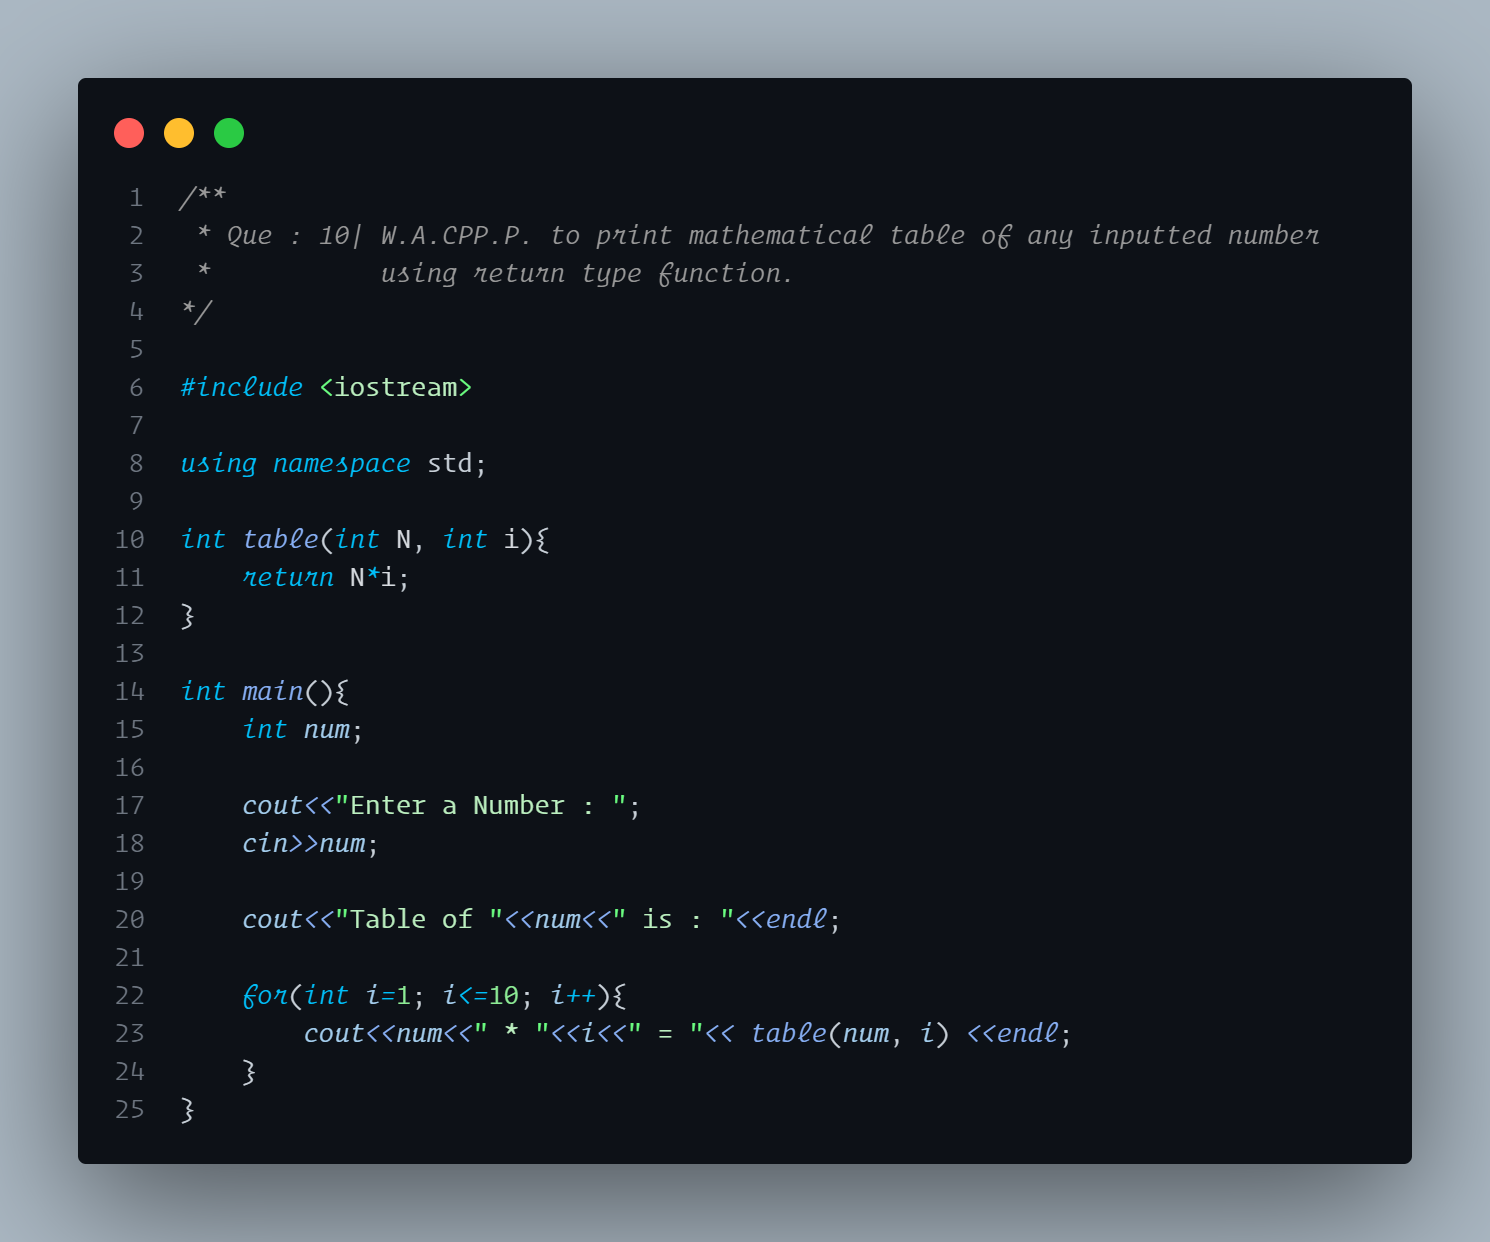 1 /**
2  * Que : 10| W.A.CPP.P. to print mathematical table of any inputted number
3  *           using return type function.
4 */
5
6 #include <iostream>
7
8 using namespace std;
9
10 int table(int N, int i){
11     return N*i;
12 }
13
14 int main(){
15     int num;
16
17     cout<<"Enter a Number : ";
18     cin>>num;
19
20     cout<<"Table of "<<num<<" is : "<<endl;
21
22     for(int i=1; i<=10; i++){
23         cout<<num<<" * "<<i<<" = "<< table(num, i) <<endl;
24     }
25 }